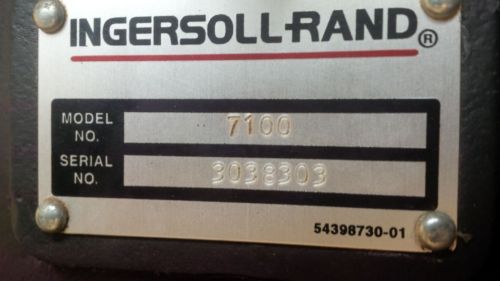 INGERSOLL-RAND®
MODEL NO. 7100
SERIAL NO. 3038303
54398730-01